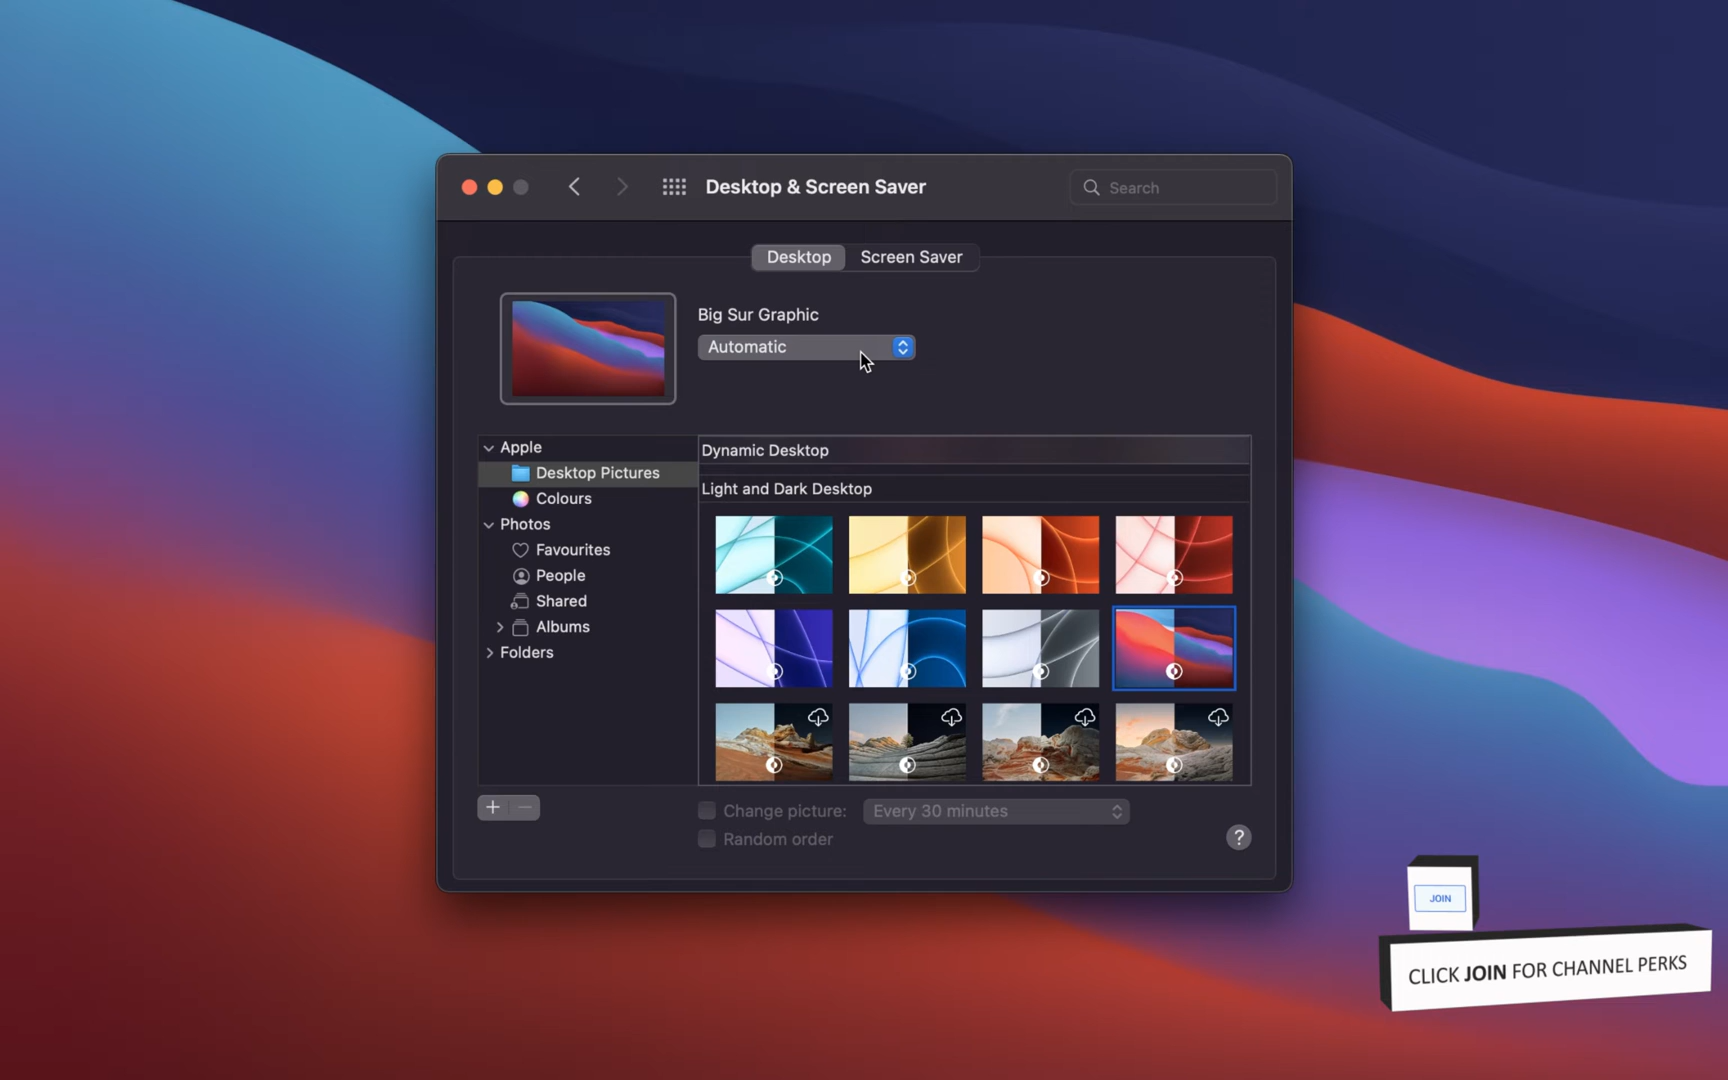 Desktop & Screen Saver
Search
Desktop
Screen Saver
Big Sur Graphic
Automatic
Apple
Desktop Pictures
Colours
Photos
Favourites
People
Shared
Albums
Folders
Dynamic Desktop
Light and Dark Desktop
Change picture:
Every 30 minutes
Random order
?
JOIN
CLICK JOIN FOR CHANNEL PERKS